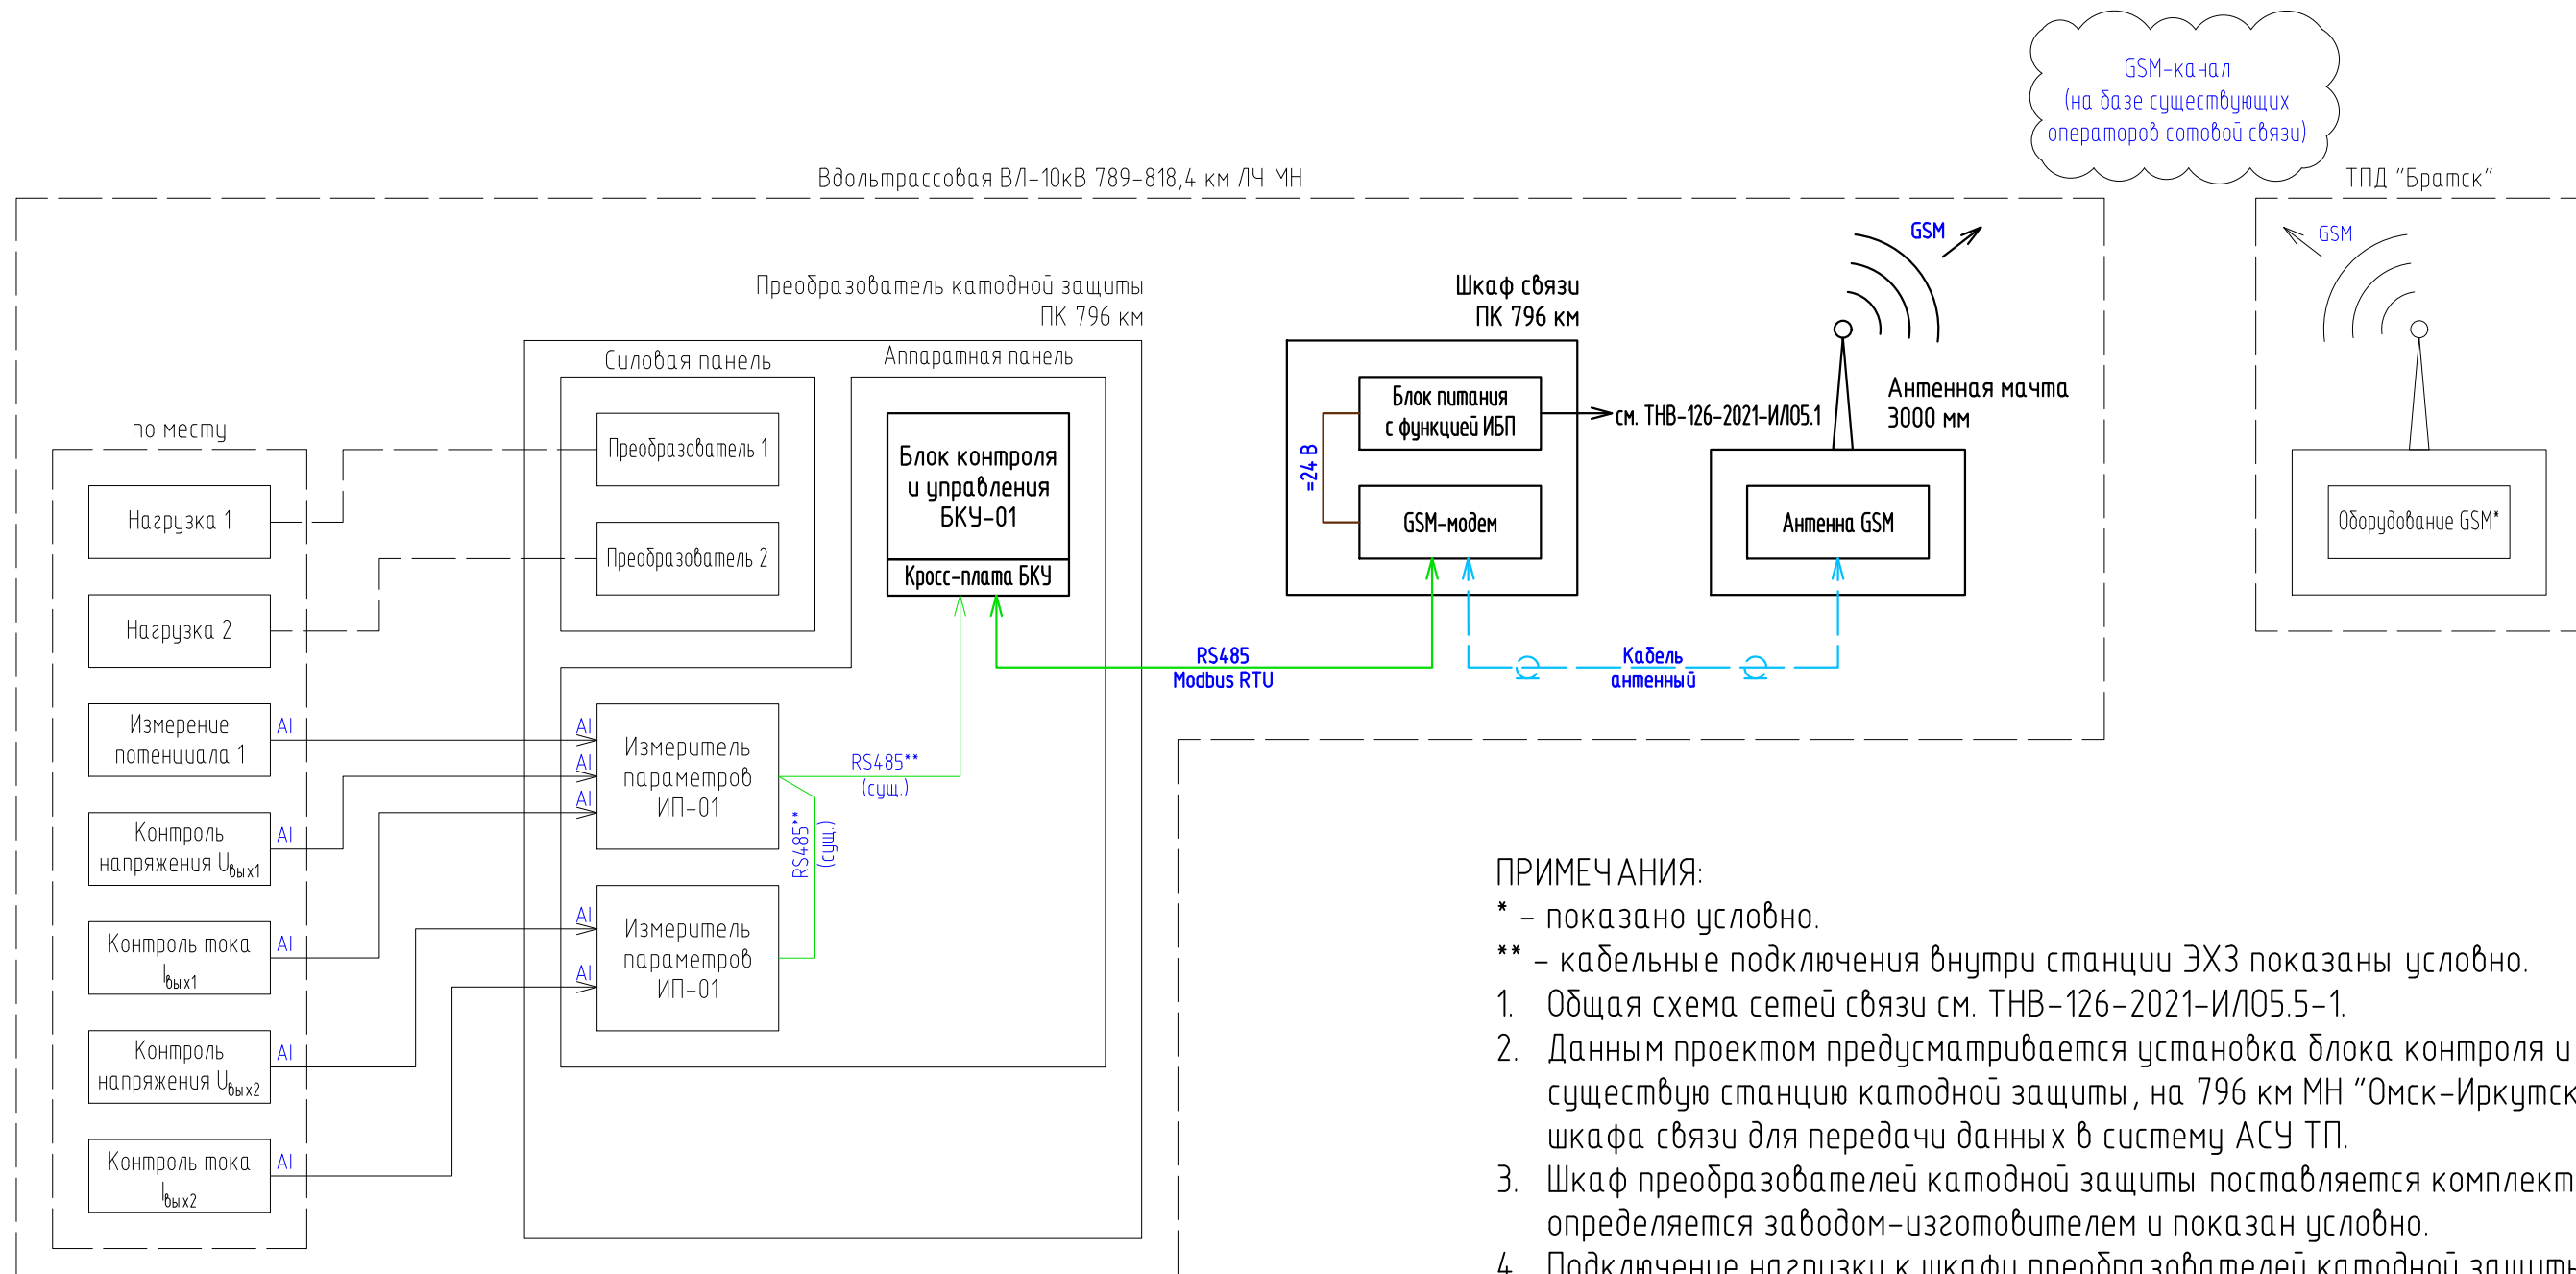 GSM-канал
(на базе существующих
операторов сотовой связи)
Вдольтрассовая ВЛ-10кВ 789-818,4 км ЛЧ МН
ТПД "Братск"
GSM
GSM
Преобразователь катодной защиты
ПК 796 км
Шкаф связи
ПК 796 км
Силовая панель
Аппаратная панель
Преобразователь 1
Преобразователь 2
Блок контроля
и управления
БКУ-01
Кросс-плата БКУ
Блок питания
с функцией ИБП
см. ТНВ-126-2021-ИЛО5.1
=24 В
GSM-модем
Антенная мачта
3000 мм
Антенна GSM
Оборудование GSM*
по месту
Нагрузка 1
Нагрузка 2
Измерение
потенциала 1
AI
Контроль
напряжения Uвых1
AI
Контроль тока
Iвых1
AI
Контроль
напряжения Uвых2
AI
Контроль тока
Iвых2
AI
AI
AI
AI
Измеритель
параметров
ИП-01
AI
AI
Измеритель
параметров
ИП-01
RS485**
(сущ.)
RS485**
(сущ.)
RS485
Modbus RTU
Кабель
антенный
ПРИМЕЧАНИЯ:
* - показано условно.
** - кабельные подключения внутри станции ЭХЗ показаны условно.
1. Общая схема сетей связи см. ТНВ-126-2021-ИЛО5.5-1.
2. Данным проектом предусматривается установка блока контроля и
существую станцию катодной защиты, на 796 км МН "Омск-Иркутск
шкафа связи для передачи данных в систему АСУ ТП.
3. Шкаф преобразователей катодной защиты поставляется комплект
определяется заводом-изготовителем и показан условно.
4. Подключение нагрузки к шкафу преобразователей катодной защиты